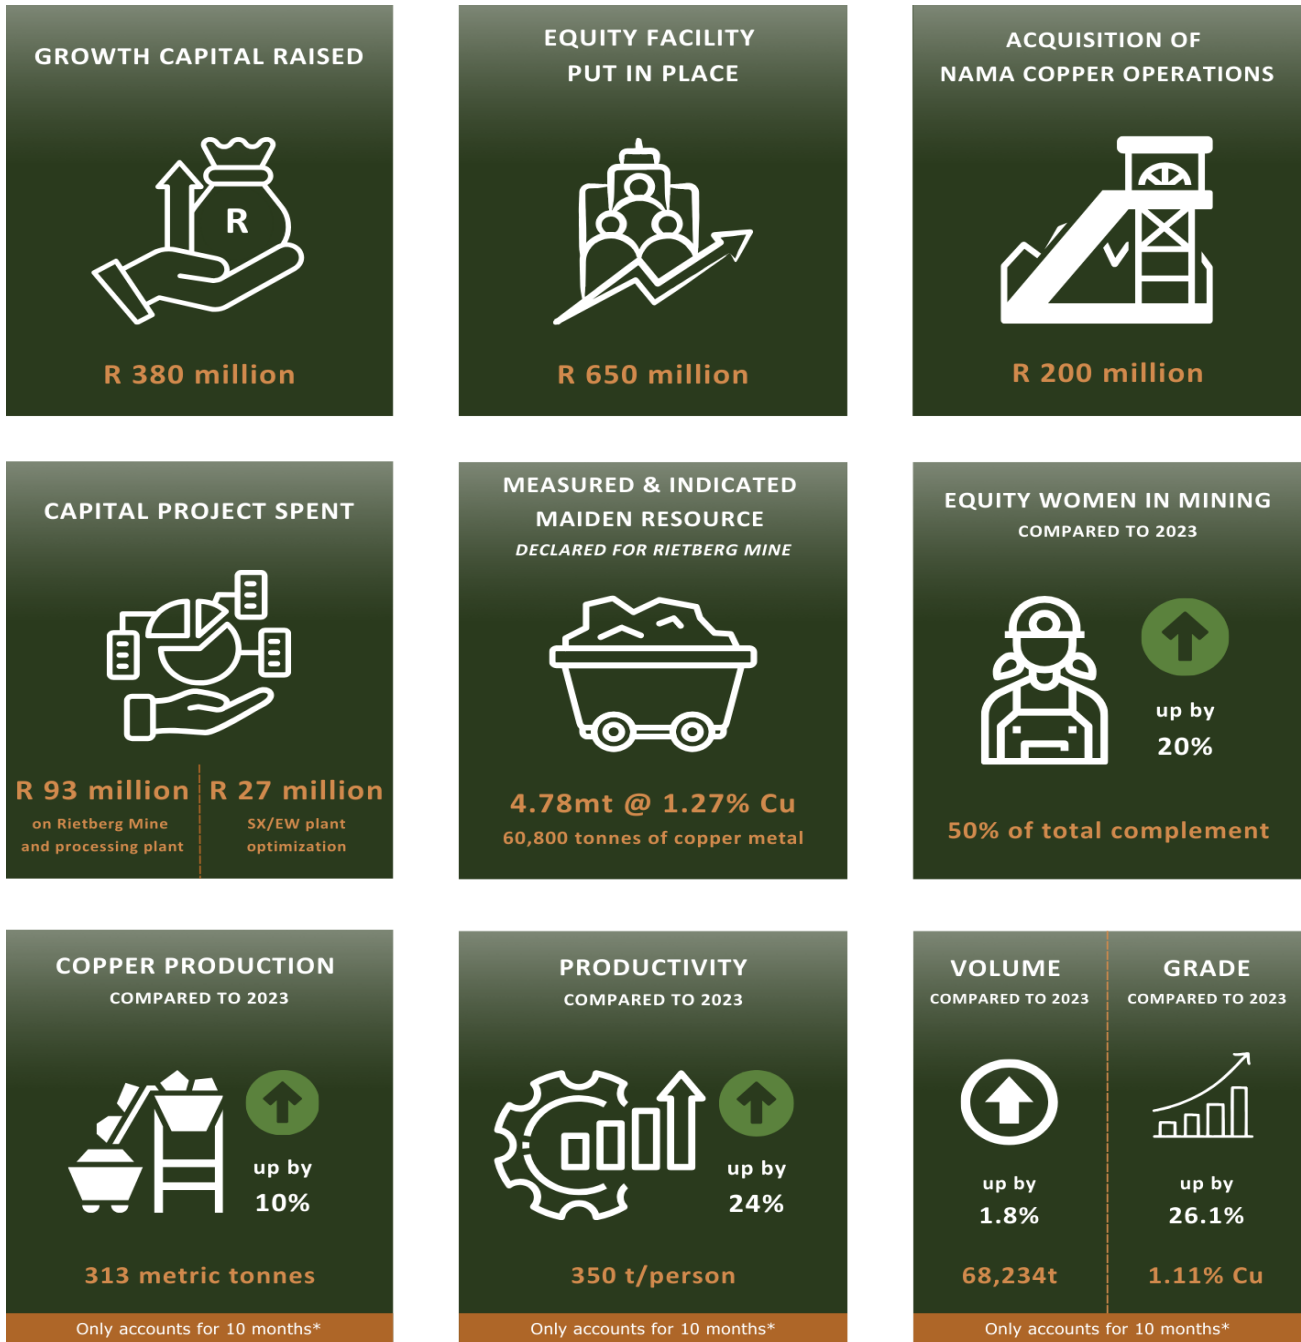 GROWTH CAPITAL RAISED
R
R 380 million
EQUITY FACILITY
PUT IN PLACE
R 650 million
ACQUISITION OF
NAMA COPPER OPERATIONS
R 200 million
CAPITAL PROJECT SPENT
R 93 million
on Rietberg Mine
and processing plant
R 27 million
SX/EW plant
optimization
MEASURED & INDICATED
MAIDEN RESOURCE
DECLARED FOR RIETBERG MINE
4.78mt @ 1.27% Cu
60,800 tonnes of copper metal
EQUITY WOMEN IN MINING
COMPARED TO 2023
up by
20%
50% of total complement
COPPER PRODUCTION
COMPARED TO 2023
up by
10%
313 metric tonnes
Only accounts for 10 months*
PRODUCTIVITY
COMPARED TO 2023
up by
24%
350 t/person
Only accounts for 10 months*
VOLUME
COMPARED TO 2023
up by
1.8%
68,234t
GRADE
COMPARED TO 2023
up by
26.1%
1.11% Cu
Only accounts for 10 months*